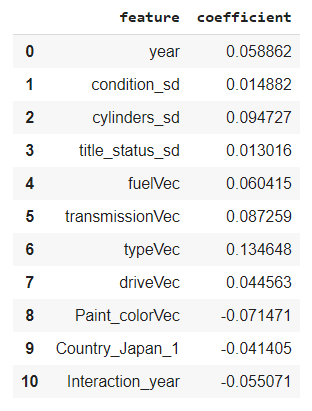 feature coefficient
0 year 0.058862
1 condition_sd 0.014882
2 cylinders_sd 0.094727
3 title_status_sd 0.013016
4 fuelVec 0.060415
5 transmissionVec 0.087259
6 typeVec 0.134648
7 driveVec 0.044563
8 Paint_colorVec -0.071471
9 Country_Japan_1 -0.041405
10 Interaction_year -0.055071